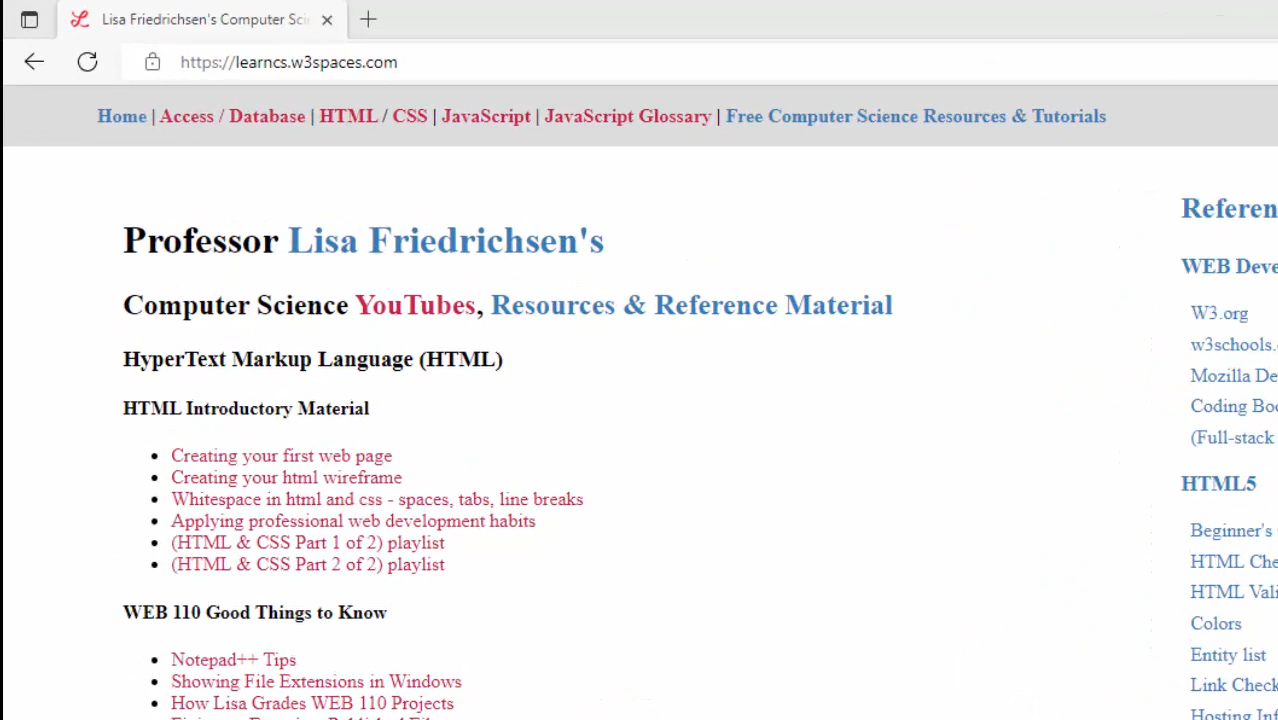 Lisa Friedrichsen's Computer Sci
https://learncs.w3spaces.com
Home | Access / Database | HTML / CSS | JavaScript | JavaScript Glossary | Free Computer Science Resources & Tutorials
Professor Lisa Friedrichsen's
Computer Science YouTubes, Resources & Reference Material
HyperText Markup Language (HTML)
HTML Introductory Material
• Creating your first web page
• Creating your html wireframe
• Whitespace in html and css - spaces, tabs, line breaks
• Applying professional web development habits
• (HTML & CSS Part 1 of 2) playlist
• (HTML & CSS Part 2 of 2) playlist
WEB 110 Good Things to Know
• Notepad++ Tips
• Showing File Extensions in Windows
• How Lisa Grades WEB 110 Projects
Referen
WEB Deve
W3.org
w3schools.
Mozilla De
Coding Boo
(Full-stack
HTML5
Beginner's
HTML Che
HTML Vali
Colors
Entity list
Link Check
Hosting Inf